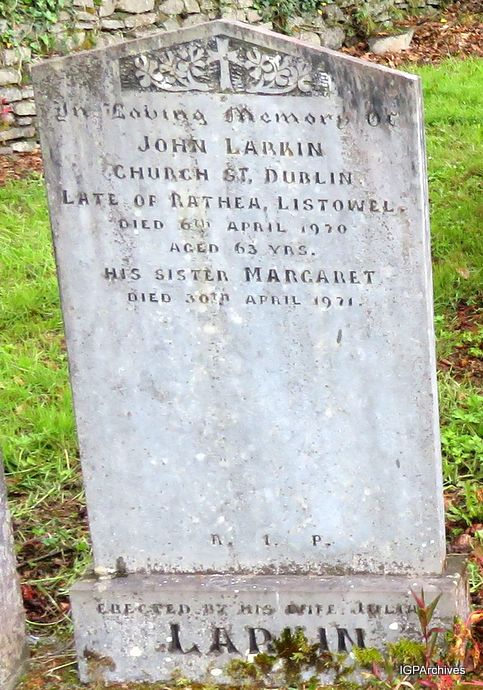 In Loving Memory Of
JOHN LARKIN
CHURCH ST. DUBLIN
LATE OF RATHEA, LISTOWEL.
DIED 6TH APRIL 1970
AGED 63 YRS.
HIS SISTER MARGARET
DIED 30TH APRIL 1971.
R. I. P.
ERECTED BY HIS WIFE JULIA
LARKIN
IGPArchives